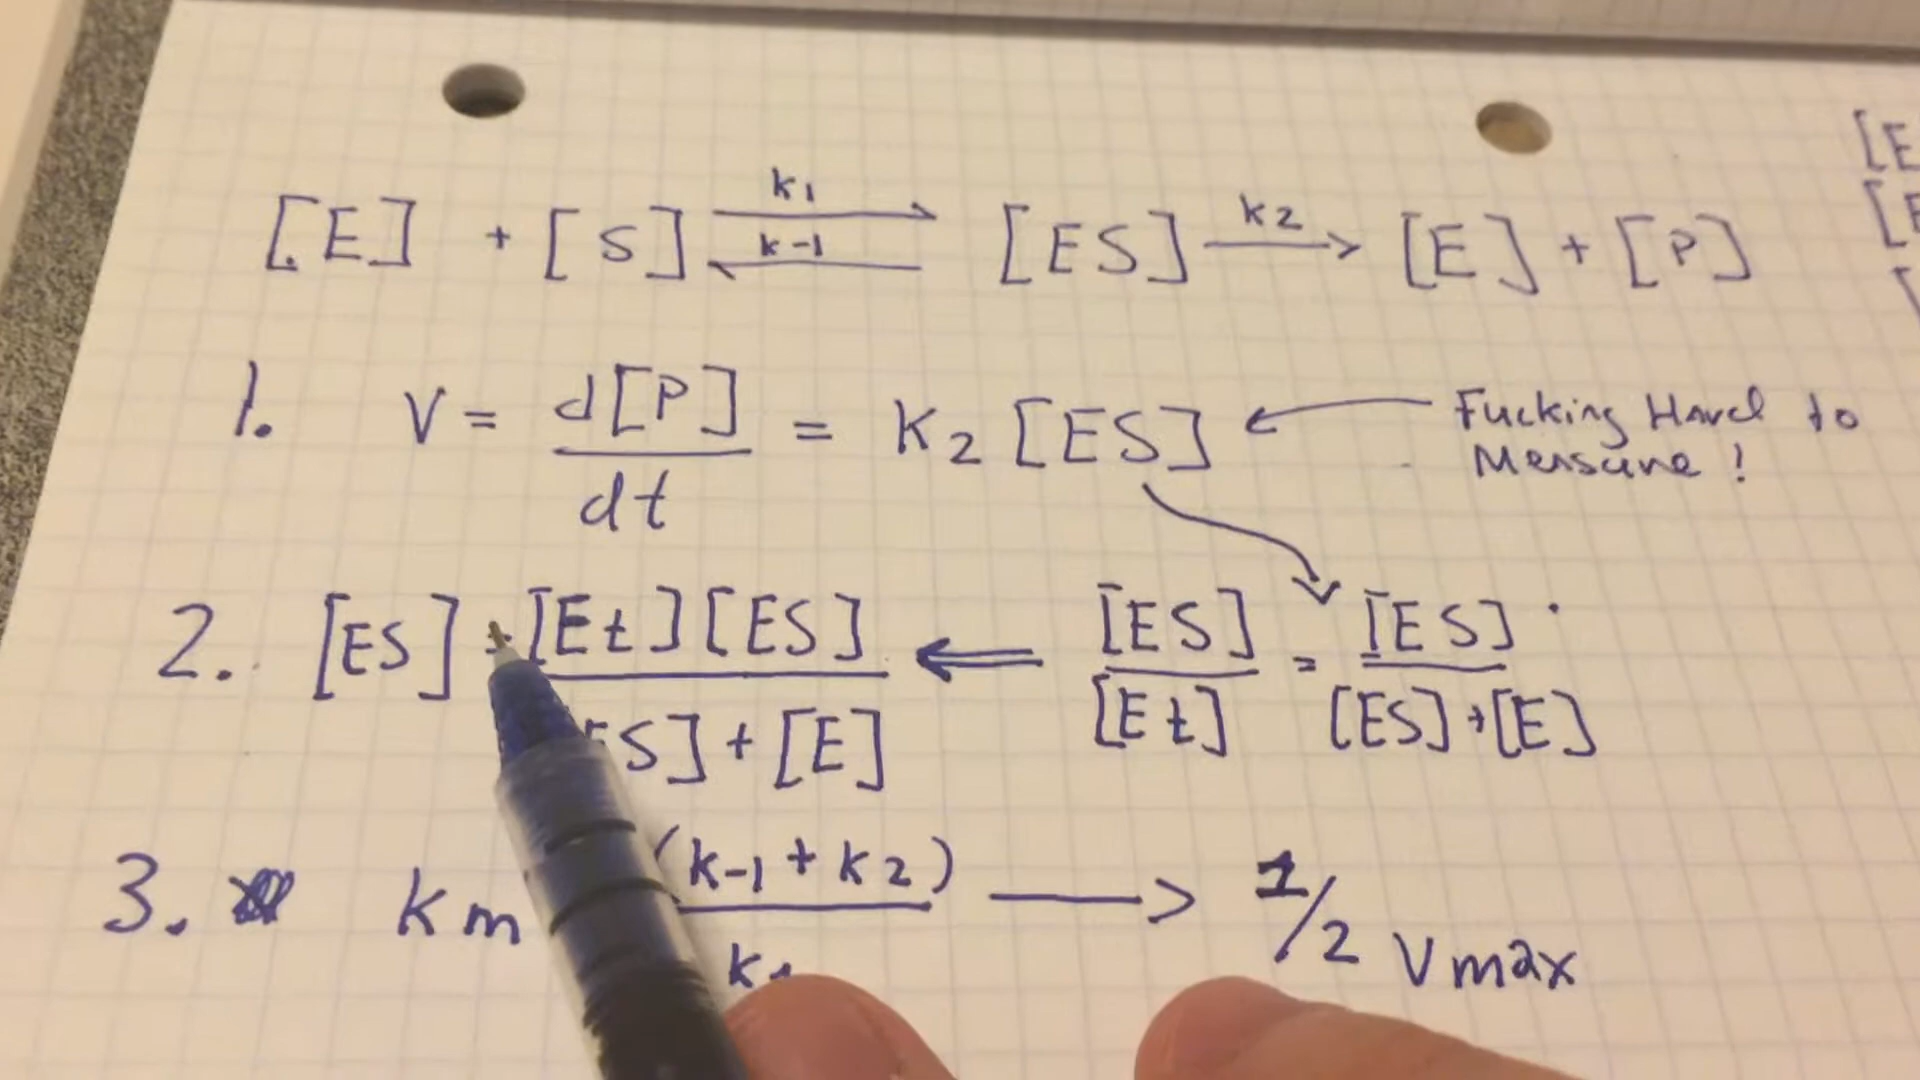 k1
[E] + [S] ⇌ [ES] → [E] + [P]
k-1
k2
1. V = d[P]/dt = K2 [ES] ← Fucking Hard to
Measure!
2. [ES] = [Et][ES] / S] + [E] ⇐ [ES]/[Et] = [ES]/[ES]+[E]
3. km (k-1 + k2) / k → 1/2 Vmax
[E
[E
[